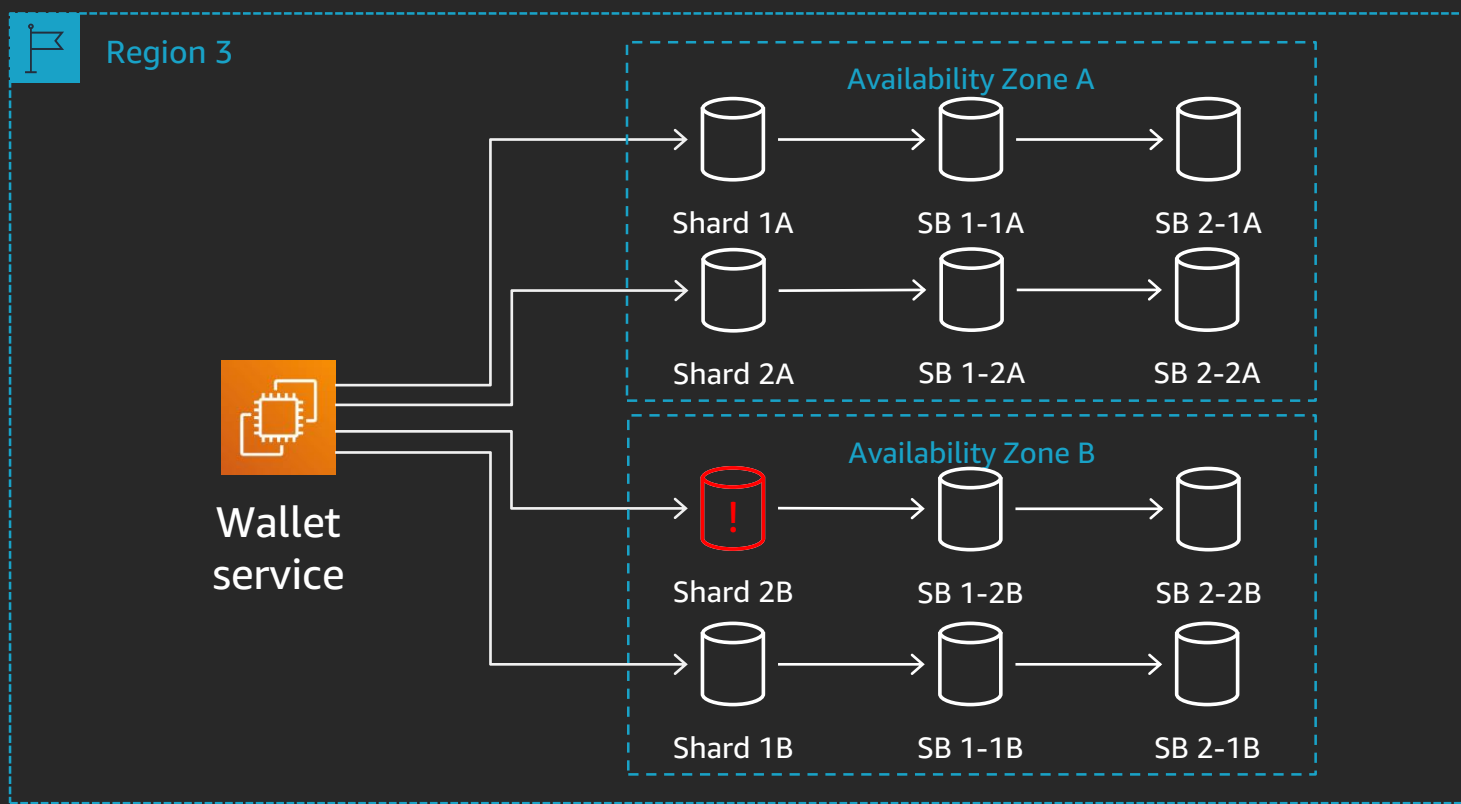 Region 3
Availability Zone A
Shard 1A
SB 1-1A
SB 2-1A
Shard 2A
SB 1-2A
SB 2-2A
Wallet
service
Availability Zone B
!
Shard 2B
SB 1-2B
SB 2-2B
Shard 1B
SB 1-1B
SB 2-1B